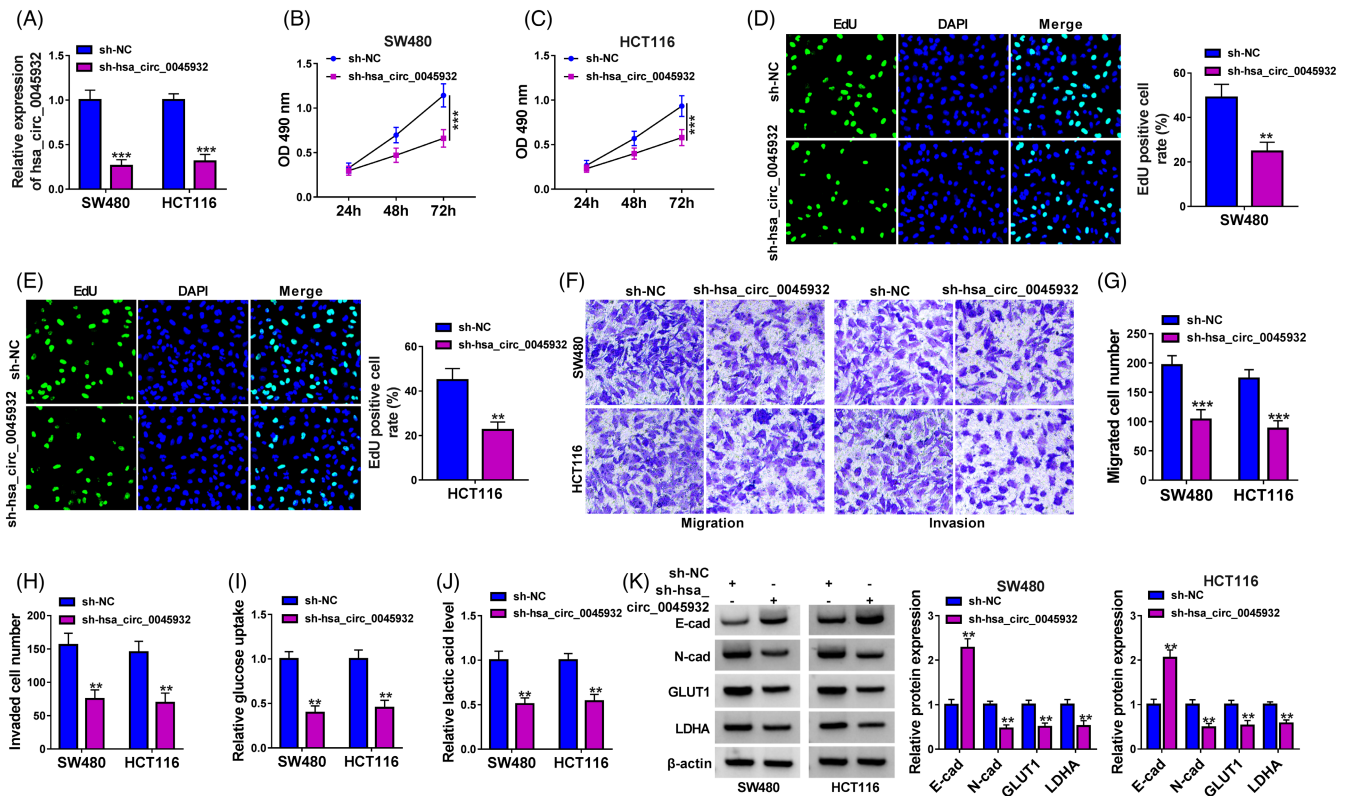 (A)
sh-NC
sh-hsa_circ_0045932
Relative expression
of hsa_circ_0045932
1.5
1.0
0.5
0.0
***
***
SW480
HCT116
(B)
SW480
sh-NC
sh-hsa_circ_0045932
OD 490 nm
1.5
1.0
0.5
0.0
***
24h
48h
72h
(C)
HCT116
sh-NC
sh-hsa_circ_0045932
OD 490 nm
1.5
1.0
0.5
0.0
***
24h
48h
72h
(D)
EdU
DAPI
Merge
sh-NC
sh-hsa_circ_0045932
sh-NC
sh-hsa_circ_0045932
EdU positive cell
rate (%)
60
40
20
0
**
SW480
(E)
EdU
DAPI
Merge
sh-NC
sh-hsa_circ_0045932
sh-NC
sh-hsa_circ_0045932
EdU positive cell
rate (%)
60
40
20
0
**
HCT116
(F)
sh-NC
sh-hsa_circ_0045932
sh-NC
sh-hsa_circ_0045932
SW480
HCT116
Migration
Invasion
(G)
sh-NC
sh-hsa_circ_0045932
Migrated cell number
250
200
150
100
50
0
***
***
SW480
HCT116
(H)
sh-NC
sh-hsa_circ_0045932
Invaded cell number
200
150
100
50
0
**
**
SW480
HCT116
(I)
sh-NC
sh-hsa_circ_0045932
Relative glucose uptake
1.5
1.0
0.5
0.0
**
**
SW480
HCT116
(J)
sh-NC
sh-hsa_circ_0045932
Relative lactic acid level
1.5
1.0
0.5
0.0
**
**
SW480
HCT116
(K)
sh-NC + - + -
sh-hsa_
circ_0045932 - + - +
E-cad
N-cad
GLUT1
LDHA
β-actin
SW480
HCT116
SW480
sh-NC
sh-hsa_circ_0045932
Relative protein expression
3
2
1
0
**
**
**
**
E-cad
N-cad
GLUT1
LDHA
HCT116
sh-NC
sh-hsa_circ_0045932
Relative protein expression
3
2
1
0
**
**
**
**
E-cad
N-cad
GLUT1
LDHA